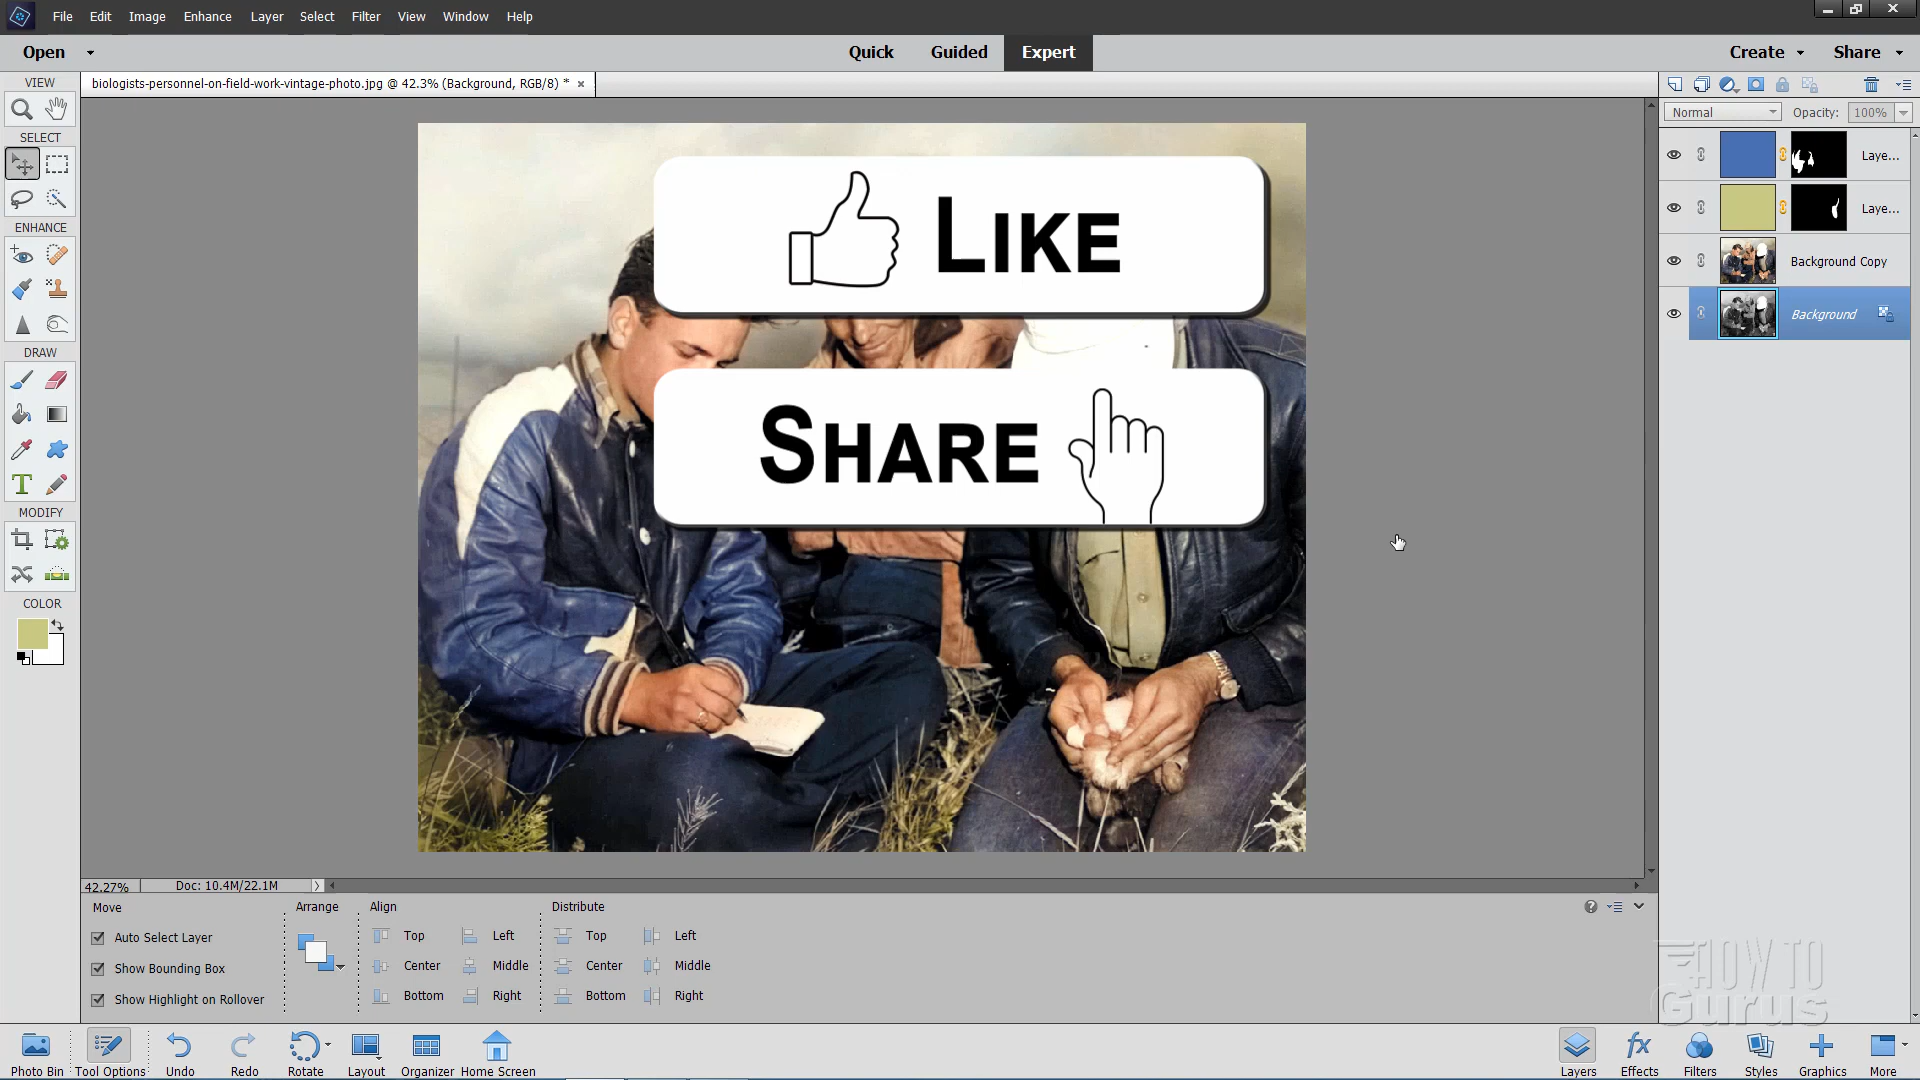 File Edit Image Enhance Layer Select Filter View Window Help
Open Quick Guided Expert Create Share
VIEW
biologists-personnel-on-field-work-vintage-photo.jpg @ 42.3% (Background, RGB/8) *
Normal Opacity: 100%
SELECT
ENHANCE
DRAW
MODIFY
COLOR
LIKE
SHARE
Laye...
Laye...
Background Copy
Background
42.27% Doc: 10.4M/22.1M
Move Arrange Align Distribute
Auto Select Layer Top Left Top Left
Show Bounding Box Center Middle Center Middle
Show Highlight on Rollover Bottom Right Bottom Right
HOW TO
Gurus
Photo Bin Tool Options Undo Redo Rotate Layout Organizer Home Screen Layers Effects Filters Styles Graphics More